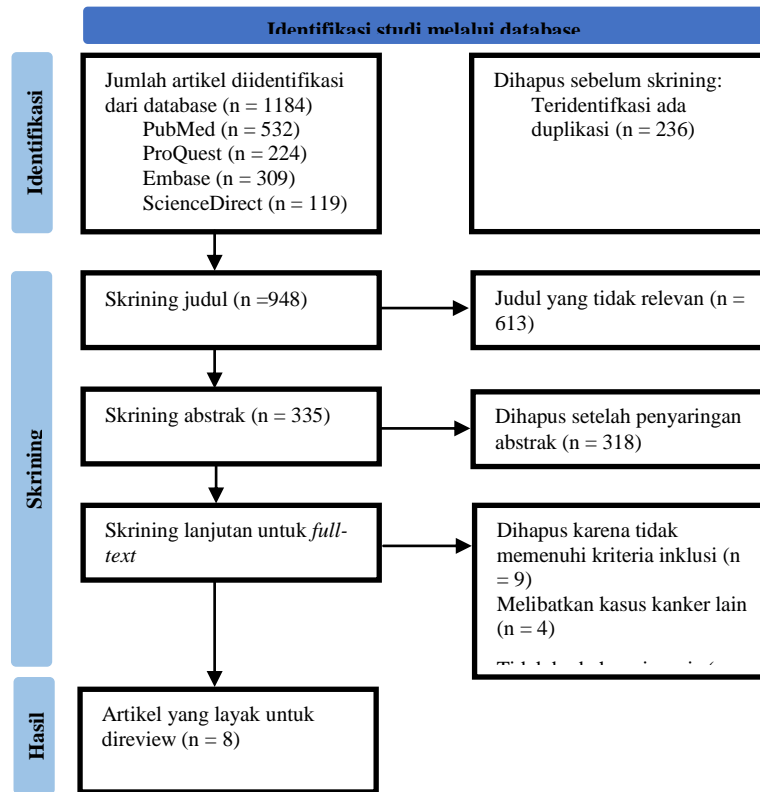 Identifikasi studi melalui database
Identifikasi
Jumlah artikel diidentifikasi
dari database (n = 1184)
PubMed (n = 532)
ProQuest (n = 224)
Embase (n = 309)
ScienceDirect (n = 119)
Dihapus sebelum skrining:
Teridentifkasi ada
duplikasi (n = 236)
Skrining
Skrining judul (n =948)
Judul yang tidak relevan (n =
613)
Skrining abstrak (n = 335)
Dihapus setelah penyaringan
abstrak (n = 318)
Skrining lanjutan untuk full-
text
Dihapus karena tidak
memenuhi kriteria inklusi (n
= 9)
Melibatkan kasus kanker lain
(n = 4)
Hasil
Artikel yang layak untuk
direview (n = 8)